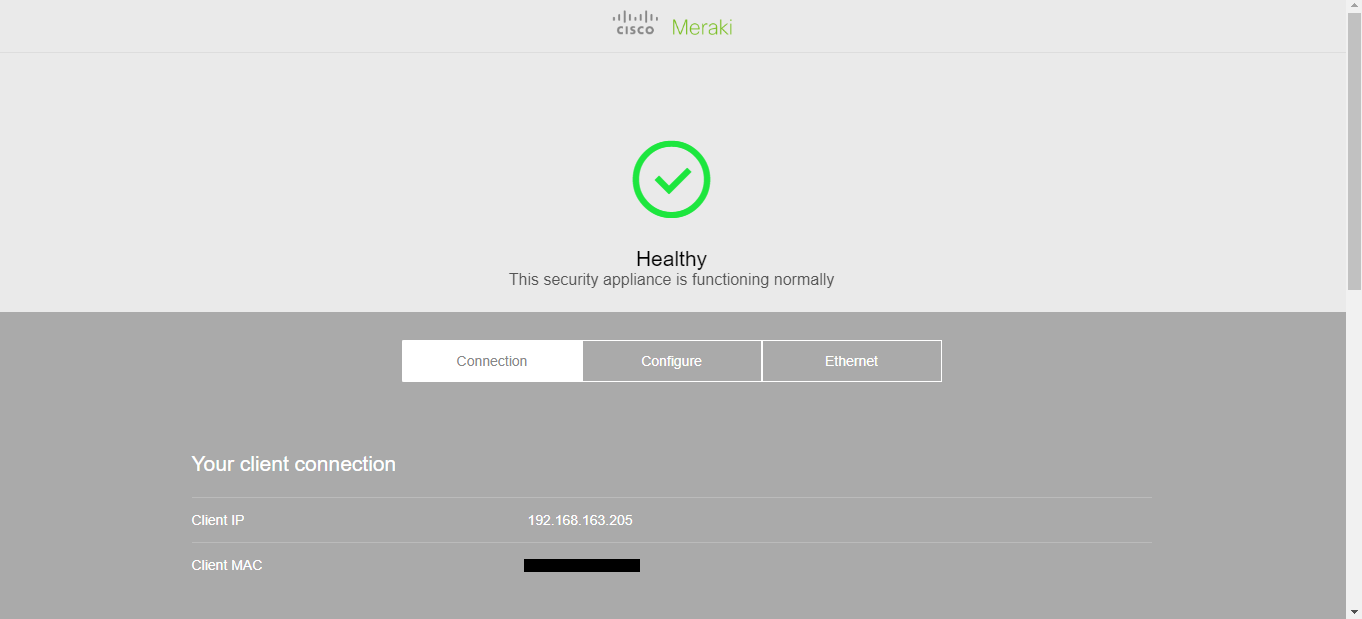 cisco Meraki
Healthy
This security appliance is functioning normally
Connection Configure Ethernet
Your client connection
Client IP 192.168.163.205
Client MAC